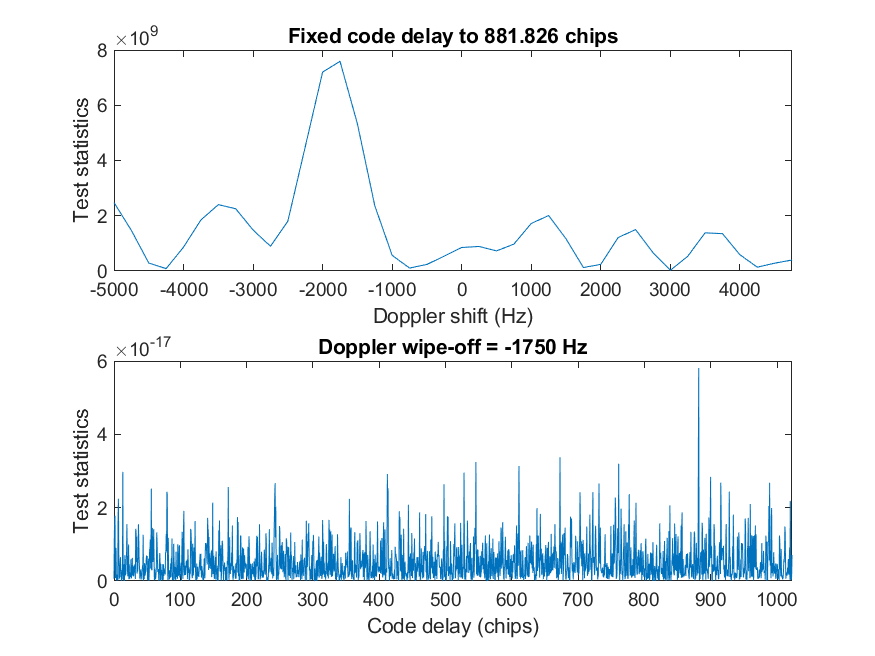 ×10^9
Fixed code delay to 881.826 chips
8
6
4
2
0
Test statistics
-5000 -4000 -3000 -2000 -1000 0 1000 2000 3000 4000
Doppler shift (Hz)
×10^-17
Doppler wipe-off = -1750 Hz
6
4
2
0
Test statistics
0 100 200 300 400 500 600 700 800 900 1000
Code delay (chips)